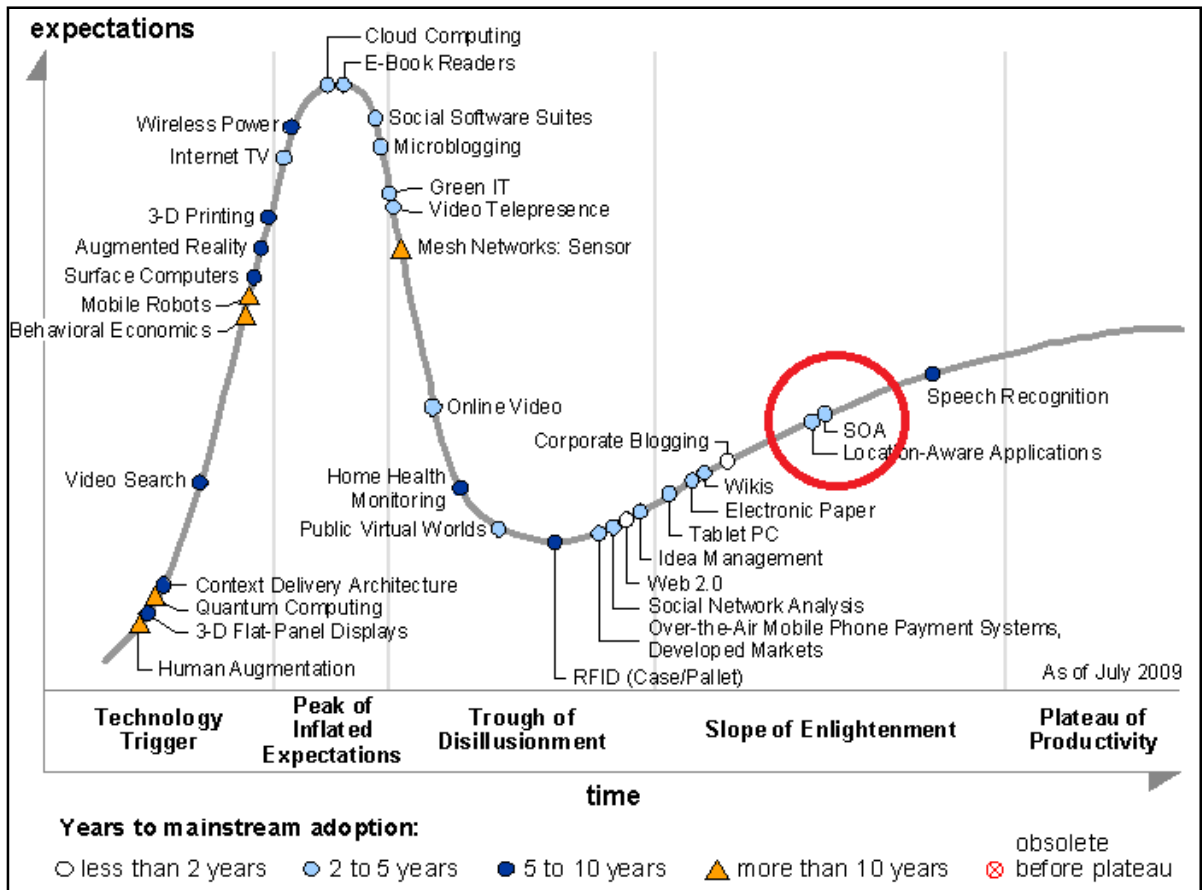 expectations
Cloud Computing
E-Book Readers
Social Software Suites
Wireless Power
Microblogging
Internet TV
Green IT
Video Telepresence
3-D Printing
Augmented Reality
Mesh Networks: Sensor
Surface Computers
Mobile Robots
Behavioral Economics
Speech Recognition
Online Video
SOA
Corporate Blogging
Location-Aware Applications
Video Search
Home Health
Monitoring
Wikis
Electronic Paper
Public Virtual Worlds
Tablet PC
Idea Management
Context Delivery Architecture
Web 2.0
Quantum Computing
Social Network Analysis
3-D Flat-Panel Displays
Over-the-Air Mobile Phone Payment Systems,
Developed Markets
Human Augmentation
RFID (Case/Pallet)
As of July 2009
Technology
Trigger
Peak of
Inflated
Expectations
Trough of
Disillusionment
Slope of Enlightenment
Plateau of
Productivity
time
Years to mainstream adoption:
less than 2 years
2 to 5 years
5 to 10 years
more than 10 years
obsolete
before plateau